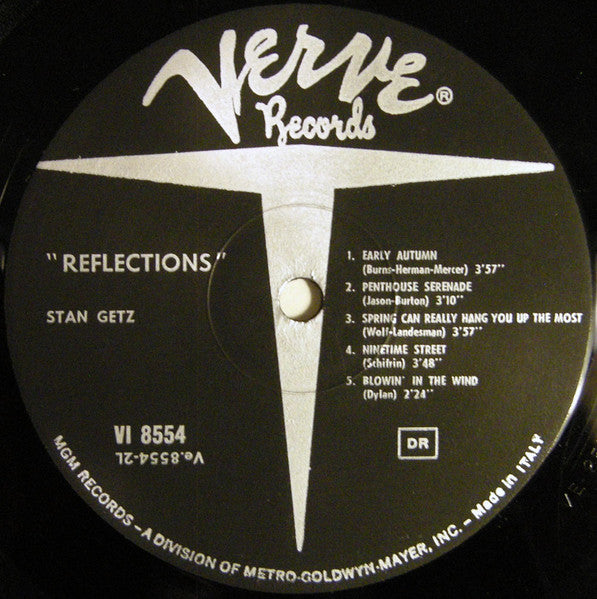 VERVE ®
Records
"REFLECTIONS"
STAN GETZ
1. EARLY AUTUMN
(Burns-Herman-Mercer) 3'57''
2. PENTHOUSE SERENADE
(Jason-Burton) 3'10''
3. SPRING CAN REALLY HANG YOU UP THE MOST
(Wolf-Landesman) 3'57''
4. NINETIME STREET
(Schifrin) 3'48''
5. BLOWIN' IN THE WIND
(Dylan) 2'24''
VI 8554
Ve.8554-2L
DR
MGM RECORDS – A DIVISION OF METRO-GOLDWYN-MAYER, INC. – Made in ITALY